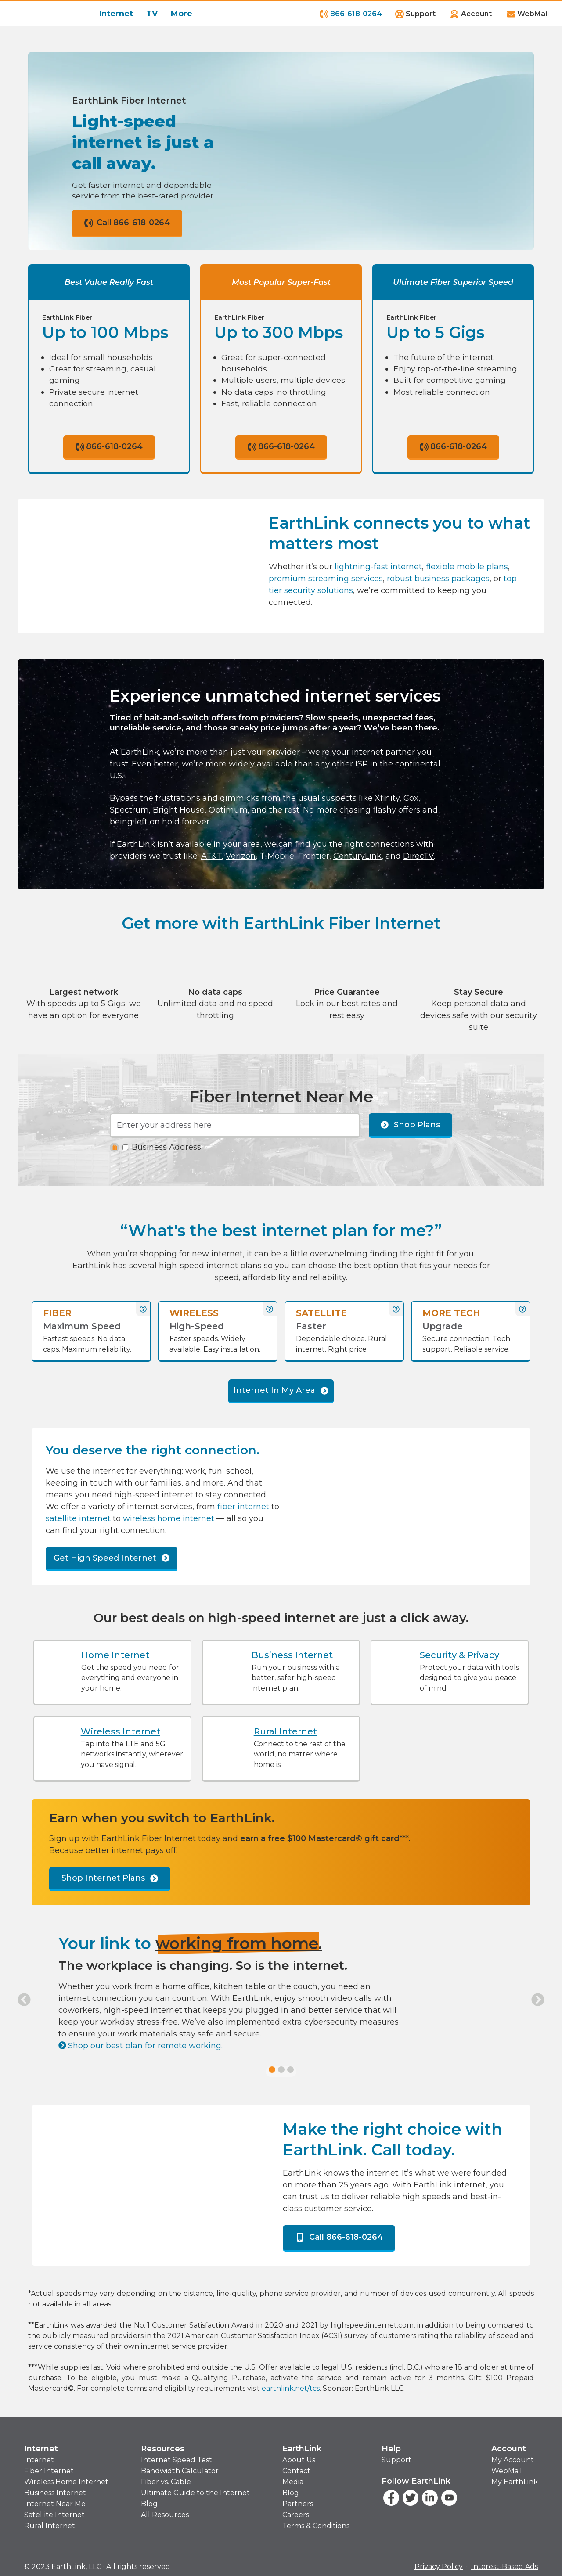 Internet TV More 866-618-0264 Support Account WebMail
EarthLink Fiber Internet
Light-speed
internet is just a
call away.
Get faster internet and dependable
service from the best-rated provider.
Call 866-618-0264
Best Value Really Fast
EarthLink Fiber
Up to 100 Mbps
Ideal for small households
Great for streaming, casual
gaming
Private secure internet
connection
866-618-0264
Most Popular Super-Fast
EarthLink Fiber
Up to 300 Mbps
Great for super-connected
households
Multiple users, multiple devices
No data caps, no throttling
Fast, reliable connection
866-618-0264
Ultimate Fiber Superior Speed
EarthLink Fiber
Up to 5 Gigs
The future of the internet
Enjoy top-of-the-line streaming
Built for competitive gaming
Most reliable connection
866-618-0264
EarthLink connects you to what
matters most
Whether it's our lightning-fast internet, flexible mobile plans,
premium streaming services, robust business packages, or top-
tier security solutions, we're committed to keeping you
connected.
Experience unmatched internet services
Tired of bait-and-switch offers from providers? Slow speeds, unexpected fees,
unreliable service, and those sneaky price jumps after a year? We've been there.
At EarthLink, we're more than just your provider – we're your internet partner you
trust. Even better, we're more widely available than any other ISP in the continental
U.S.
Bypass the frustrations and gimmicks from the usual suspects like Xfinity, Cox,
Spectrum, Bright House, Optimum, and the rest. No more chasing flashy offers and
being left on hold forever.
If EarthLink isn't available in your area, we can find you the right connections with
providers we trust like: AT&T, Verizon, T-Mobile, Frontier, CenturyLink, and DirecTV.
Get more with EarthLink Fiber Internet
Largest network
With speeds up to 5 Gigs, we
have an option for everyone
No data caps
Unlimited data and no speed
throttling
Price Guarantee
Lock in our best rates and
rest easy
Stay Secure
Keep personal data and
devices safe with our security
suite
Fiber Internet Near Me
Enter your address here
Shop Plans
Business Address
“What's the best internet plan for me?”
When you're shopping for new internet, it can be a little overwhelming finding the right fit for you.
EarthLink has several high-speed internet plans so you can choose the best option that fits your needs for
speed, affordability and reliability.
FIBER
Maximum Speed
Fastest speeds. No data
caps. Maximum reliability.
WIRELESS
High-Speed
Faster speeds. Widely
available. Easy installation.
SATELLITE
Faster
Dependable choice. Rural
internet. Right price.
MORE TECH
Upgrade
Secure connection. Tech
support. Reliable service.
Internet In My Area
You deserve the right connection.
We use the internet for everything: work, fun, school,
keeping in touch with our families, and more. And that
means you need high-speed internet to stay connected.
We offer a variety of internet services, from fiber internet to
satellite internet to wireless home internet — all so you
can find your right connection.
Get High Speed Internet
Our best deals on high-speed internet are just a click away.
Home Internet
Get the speed you need for
everything and everyone in
your home.
Business Internet
Run your business with a
better, safer high-speed
internet plan.
Security & Privacy
Protect your data with tools
designed to give you peace
of mind.
Wireless Internet
Tap into the LTE and 5G
networks instantly, wherever
you have signal.
Rural Internet
Connect to the rest of the
world, no matter where
home is.
Earn when you switch to EarthLink.
Sign up with EarthLink Fiber Internet today and earn a free $100 Mastercard© gift card***.
Because better internet pays off.
Shop Internet Plans
Your link to working from home.
The workplace is changing. So is the internet.
Whether you work from a home office, kitchen table or the couch, you need an
internet connection you can count on. With EarthLink, enjoy smooth video calls with
coworkers, high-speed internet that keeps you plugged in and better service that will
keep your workday stress-free. We've also implemented extra cybersecurity measures
to ensure your work materials stay safe and secure.
Shop our best plan for remote working.
Make the right choice with
EarthLink. Call today.
EarthLink knows the internet. It's what we were founded
on more than 25 years ago. With EarthLink internet, you
can trust us to deliver reliable high speeds and best-in-
class customer service.
Call 866-618-0264
*Actual speeds may vary depending on the distance, line-quality, phone service provider, and number of devices used concurrently. All speeds
not available in all areas.
**EarthLink was awarded the No. 1 Customer Satisfaction Award in 2020 and 2021 by highspeedinternet.com, in addition to being compared to
the publicly measured providers in the 2021 American Customer Satisfaction Index (ACSI) survey of customers rating the reliability of speed and
service consistency of their own internet service provider.
***While supplies last. Void where prohibited and outside the U.S. Offer available to legal U.S. residents (incl. D.C.) who are 18 and older at time of
purchase. To be eligible, you must make a Qualifying Purchase, activate the service and remain active for 3 months. Gift: $100 Prepaid
Mastercard©. For complete terms and eligibility requirements visit earthlink.net/tcs. Sponsor: EarthLink LLC.
Internet
Internet
Fiber Internet
Wireless Home Internet
Business Internet
Internet Near Me
Satellite Internet
Rural Internet
Resources
Internet Speed Test
Bandwidth Calculator
Fiber vs. Cable
Ultimate Guide to the Internet
Blog
All Resources
EarthLink
About Us
Contact
Media
Blog
Partners
Careers
Terms & Conditions
Help
Support
Follow EarthLink
Account
My Account
WebMail
My EarthLink
© 2023 EarthLink, LLC · All rights reserved
Privacy Policy · Interest-Based Ads